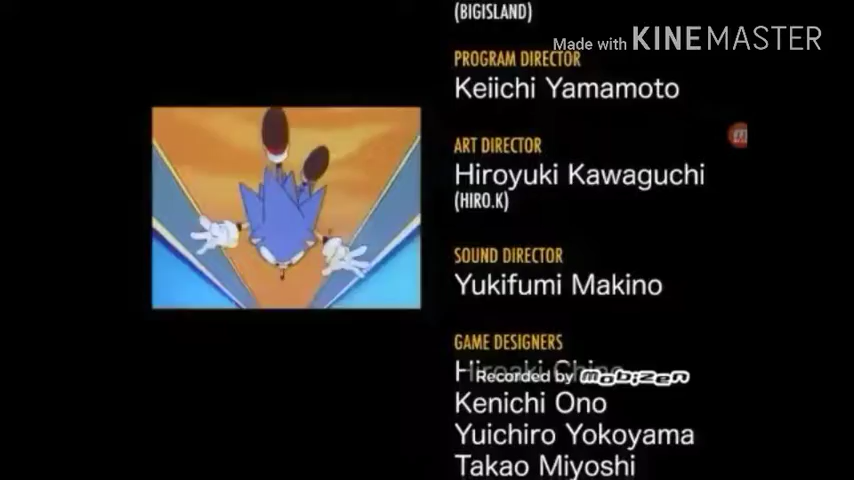 (BIGISLAND)
Made with KINEMASTER
PROGRAM DIRECTOR
Keiichi Yamamoto
ART DIRECTOR
Hiroyuki Kawaguchi
(HIRO.K)
SOUND DIRECTOR
Yukifumi Makino
GAME DESIGNERS
Recorded by mobizen
Kenichi Ono
Yuichiro Yokoyama
Takao Miyoshi